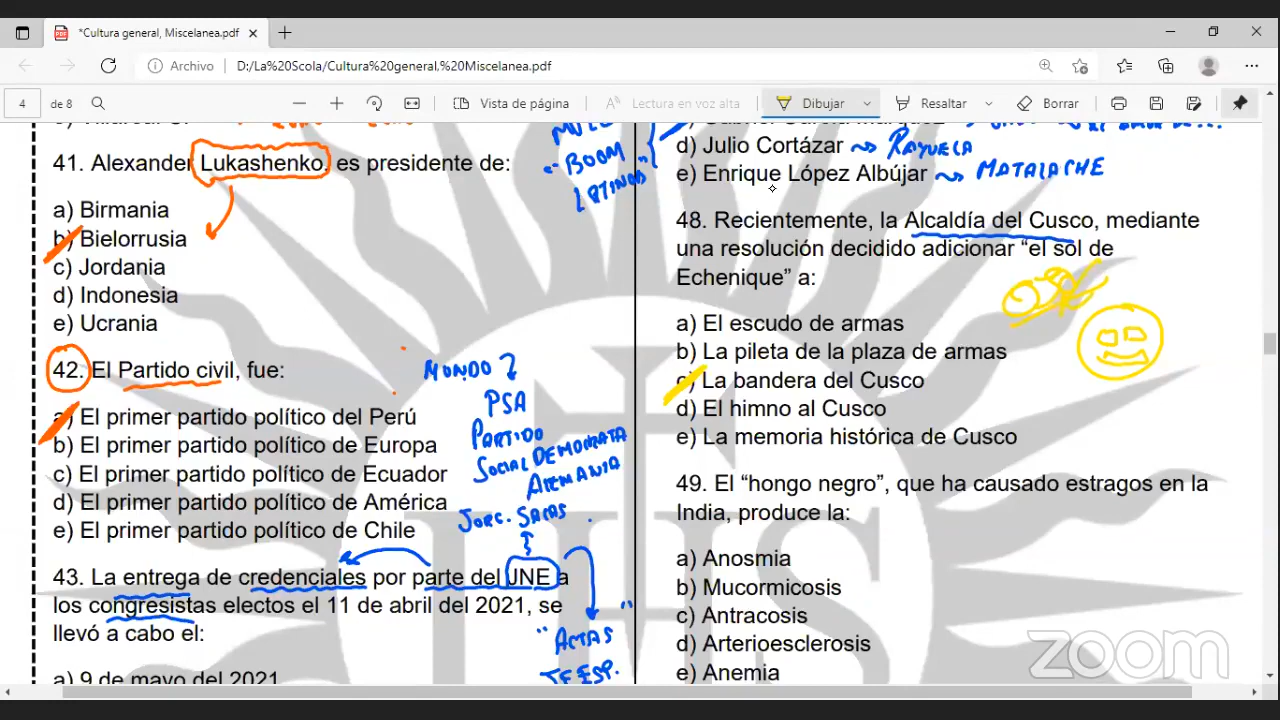 *Cultura general, Miscelanea.pdf
Archivo
D:/La%20Scola/Cultura%20general,%20Miscelanea.pdf
4
de 8
Vista de página
Lectura en voz alta
Dibujar
Resaltar
Borrar
41. Alexander Lukashenko, es presidente de:
a) Birmania
b) Bielorrusia
c) Jordania
d) Indonesia
e) Ucrania
42. El Partido civil, fue:
a) El primer partido político del Perú
b) El primer partido político de Europa
c) El primer partido político de Ecuador
d) El primer partido político de América
e) El primer partido político de Chile
MONDO
PSA
PARTIDO
SOCIAL DEMOCRATA
ALEMANIA
JORG. SALAS
43. La entrega de credenciales por parte del JNE a
los congresistas electos el 11 de abril del 2021, se
llevó a cabo el:
"ACTAS"
a) 9 de mayo del 2021
"BOOM
LATINOS"
d) Julio Cortázar RAYUELA
e) Enrique López Albújar MATALACHE
48. Recientemente, la Alcaldía del Cusco, mediante
una resolución decidido adicionar “el sol de
Echenique” a:
a) El escudo de armas
b) La pileta de la plaza de armas
c) La bandera del Cusco
d) El himno al Cusco
e) La memoria histórica de Cusco
49. El “hongo negro”, que ha causado estragos en la
India, produce la:
a) Anosmia
b) Mucormicosis
c) Antracosis
d) Arterioesclerosis
e) Anemia
zoom